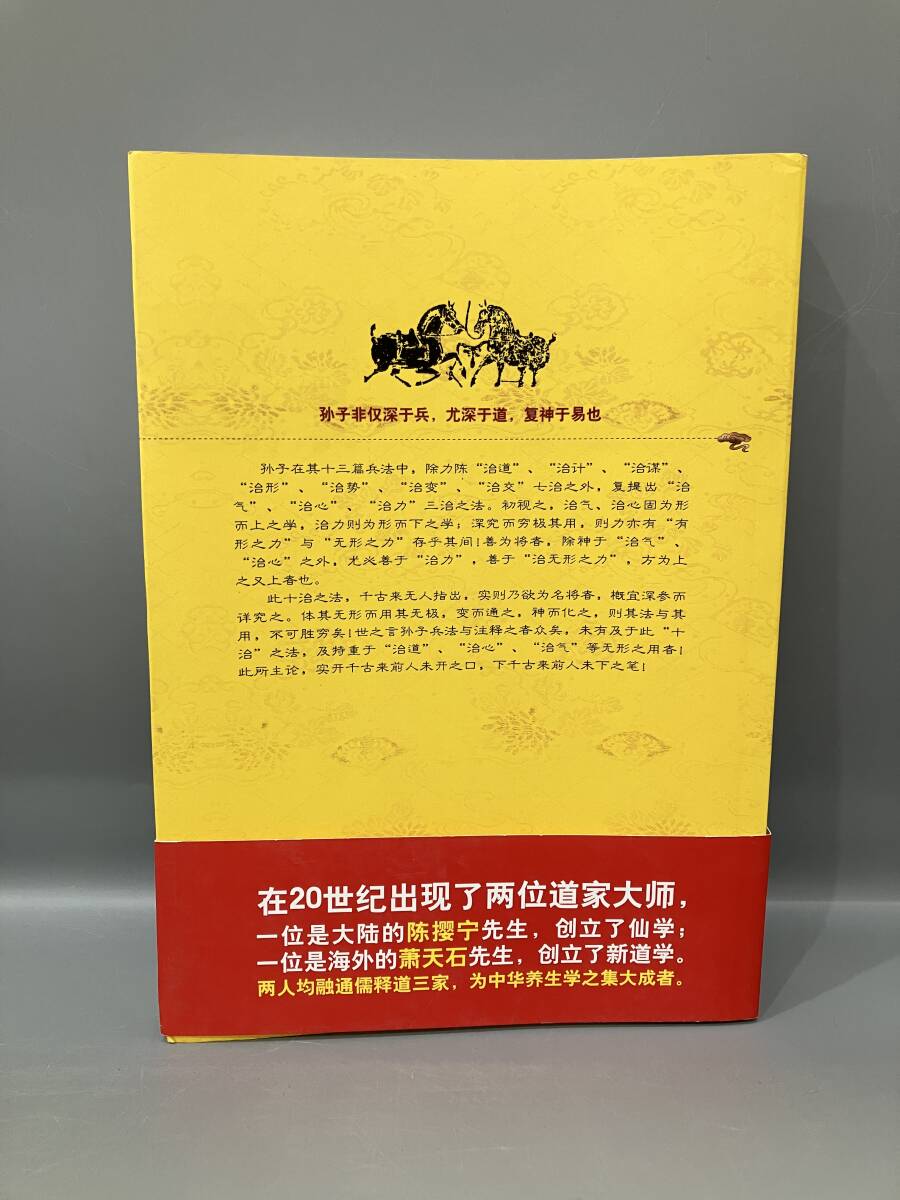 孙子非仅深于兵，尤深于道，复神于易也
孙子在其十三篇兵法中，除力陈“治道”、“治计”、“治谋”、
“治形”、“治势”、“治变”、“治交”七治之外，复提出“治
气”、“治心”、“治力”三治之法。初视之，治气、治心固为形
而上之学，治力则为形而下之学；深究而穷极其用，则力亦有“有
形之力”与“无形之力”存乎其间！善为将者，除神于“治气”、
“治心”之外，尤必善于“治力”，善于“治无形之力”，方为上
之又上者也。
此十治之法，千古来无人指出，实则乃欲为名将者，概宜深参而
详究之。体其无形而用其无极，变而通之，神而化之，则其法与其
用，不可胜穷矣！世之言孙子兵法与注释之者众矣，未有及于此“十
治”之法，及特重于“治道”、“治心”、“治气”等无形之用者！
此所主论，实开千古来前人未开之口，下千古来前人未下之笔！
在20世纪出现了两位道家大师，
一位是大陆的陈撄宁先生，创立了仙学；
一位是海外的萧天石先生，创立了新道学。
两人均融通儒释道三家，为中华养生学之集大成者。